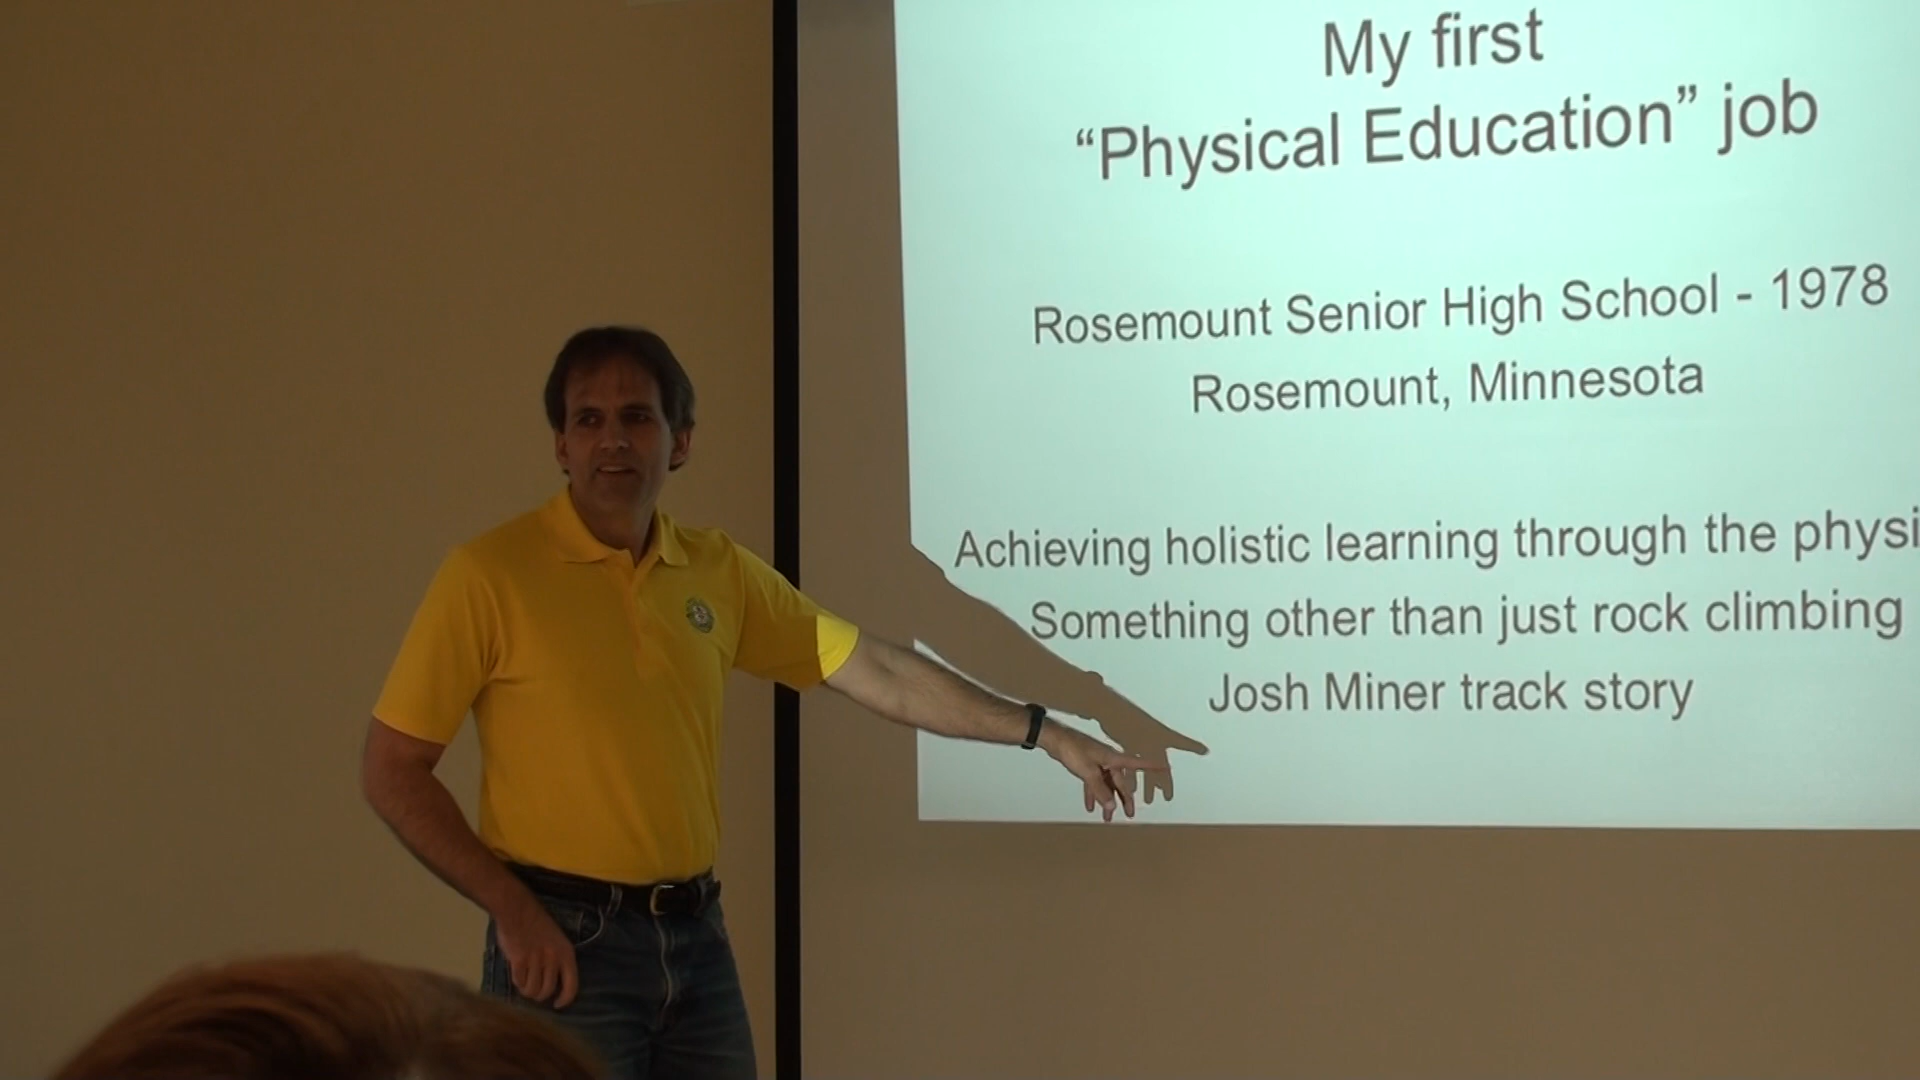 My first
“Physical Education” job
Rosemount Senior High School - 1978
Rosemount, Minnesota
Achieving holistic learning through the physi
Something other than just rock climbing
Josh Miner track story